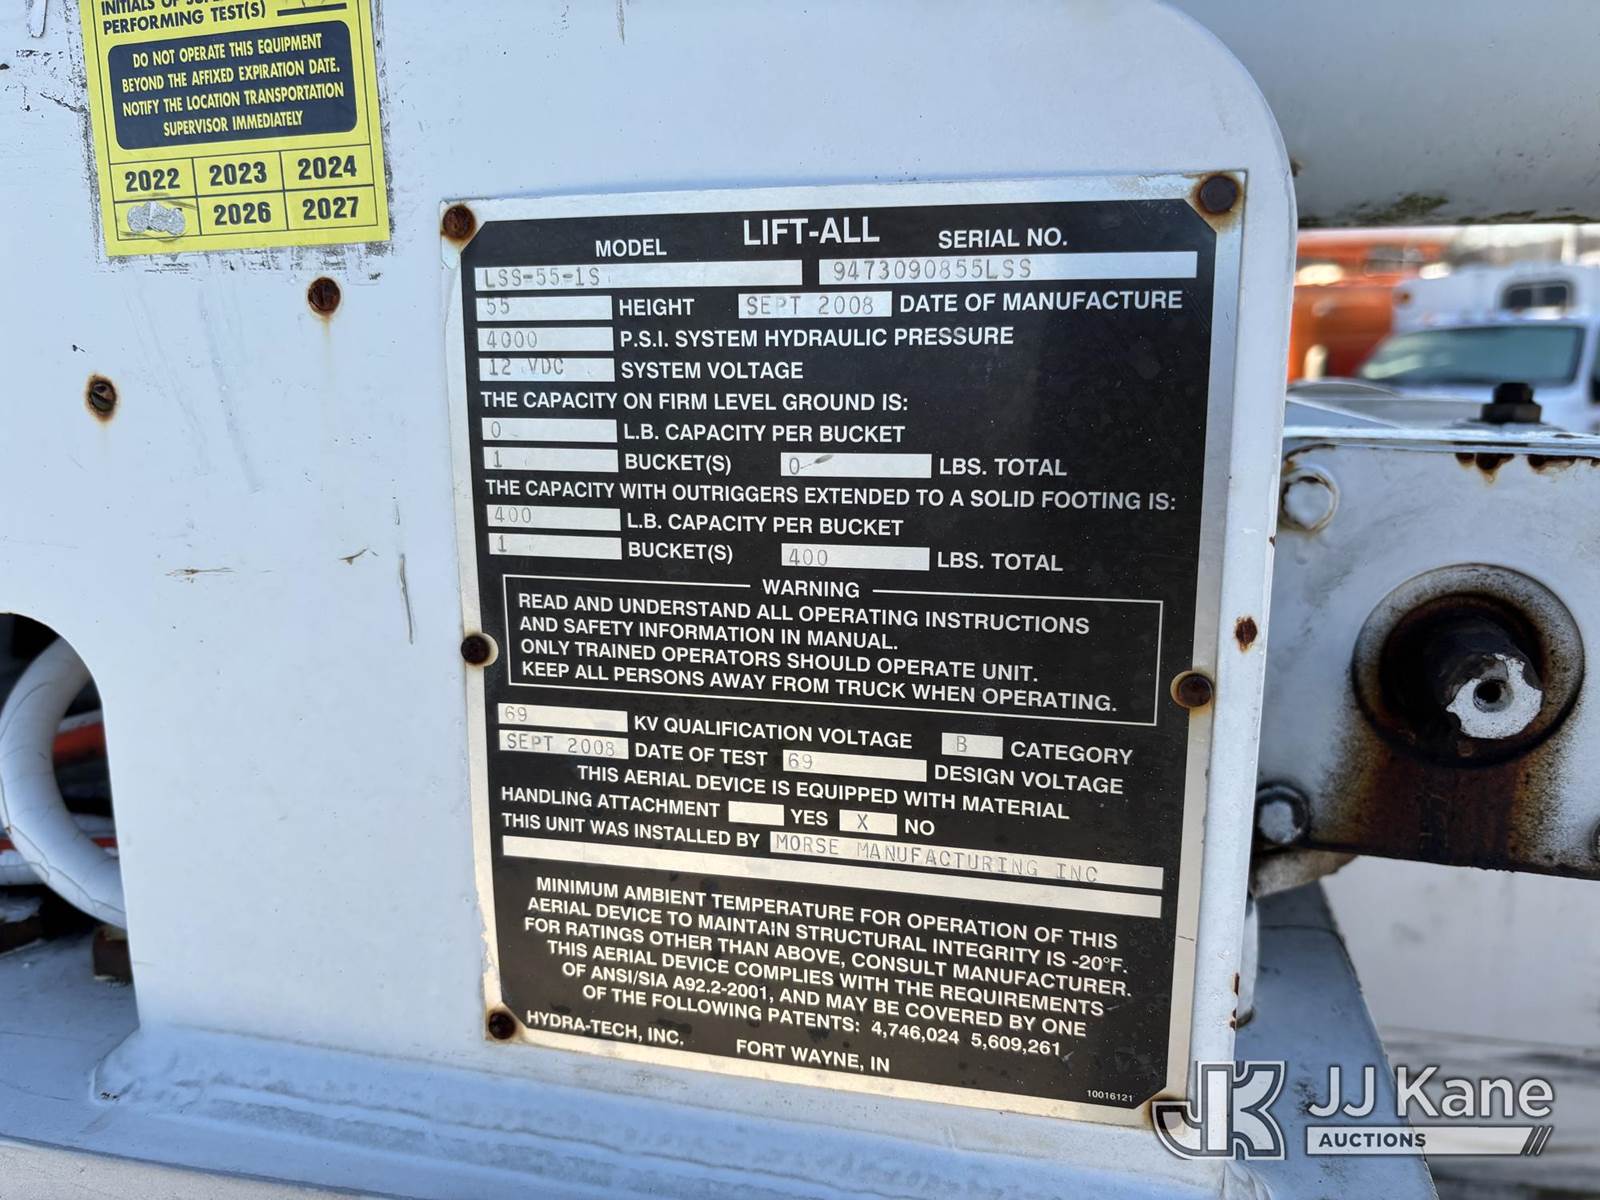 INITIALS OF
PERFORMING TEST(S)
DO NOT OPERATE THIS EQUIPMENT
BEYOND THE AFFIXED EXPIRATION DATE.
NOTIFY THE LOCATION TRANSPORTATION
SUPERVISOR IMMEDIATELY
2022 2023 2024
2026 2027
MODEL LIFT-ALL SERIAL NO.
LSS-55-1S 9473090855LSS
55 HEIGHT SEPT 2008 DATE OF MANUFACTURE
4000 P.S.I. SYSTEM HYDRAULIC PRESSURE
12 VDC SYSTEM VOLTAGE
THE CAPACITY ON FIRM LEVEL GROUND IS:
0 L.B. CAPACITY PER BUCKET
1 BUCKET(S) 0 LBS. TOTAL
THE CAPACITY WITH OUTRIGGERS EXTENDED TO A SOLID FOOTING IS:
400 L.B. CAPACITY PER BUCKET
1 BUCKET(S) 400 LBS. TOTAL
WARNING
READ AND UNDERSTAND ALL OPERATING INSTRUCTIONS
AND SAFETY INFORMATION IN MANUAL.
ONLY TRAINED OPERATORS SHOULD OPERATE UNIT.
KEEP ALL PERSONS AWAY FROM TRUCK WHEN OPERATING.
69 KV QUALIFICATION VOLTAGE B CATEGORY
SEPT 2008 DATE OF TEST 69 DESIGN VOLTAGE
THIS AERIAL DEVICE IS EQUIPPED WITH MATERIAL
HANDLING ATTACHMENT YES X NO
THIS UNIT WAS INSTALLED BY MORSE MANUFACTURING INC
MINIMUM AMBIENT TEMPERATURE FOR OPERATION OF THIS
AERIAL DEVICE TO MAINTAIN STRUCTURAL INTEGRITY IS -20°F.
FOR RATINGS OTHER THAN ABOVE, CONSULT MANUFACTURER.
THIS AERIAL DEVICE COMPLIES WITH THE REQUIREMENTS
OF ANSI/SIA A92.2-2001, AND MAY BE COVERED BY ONE
OF THE FOLLOWING PATENTS: 4,746,024 5,609,261
HYDRA-TECH, INC. FORT WAYNE, IN
10016121
JK JJ Kane
AUCTIONS